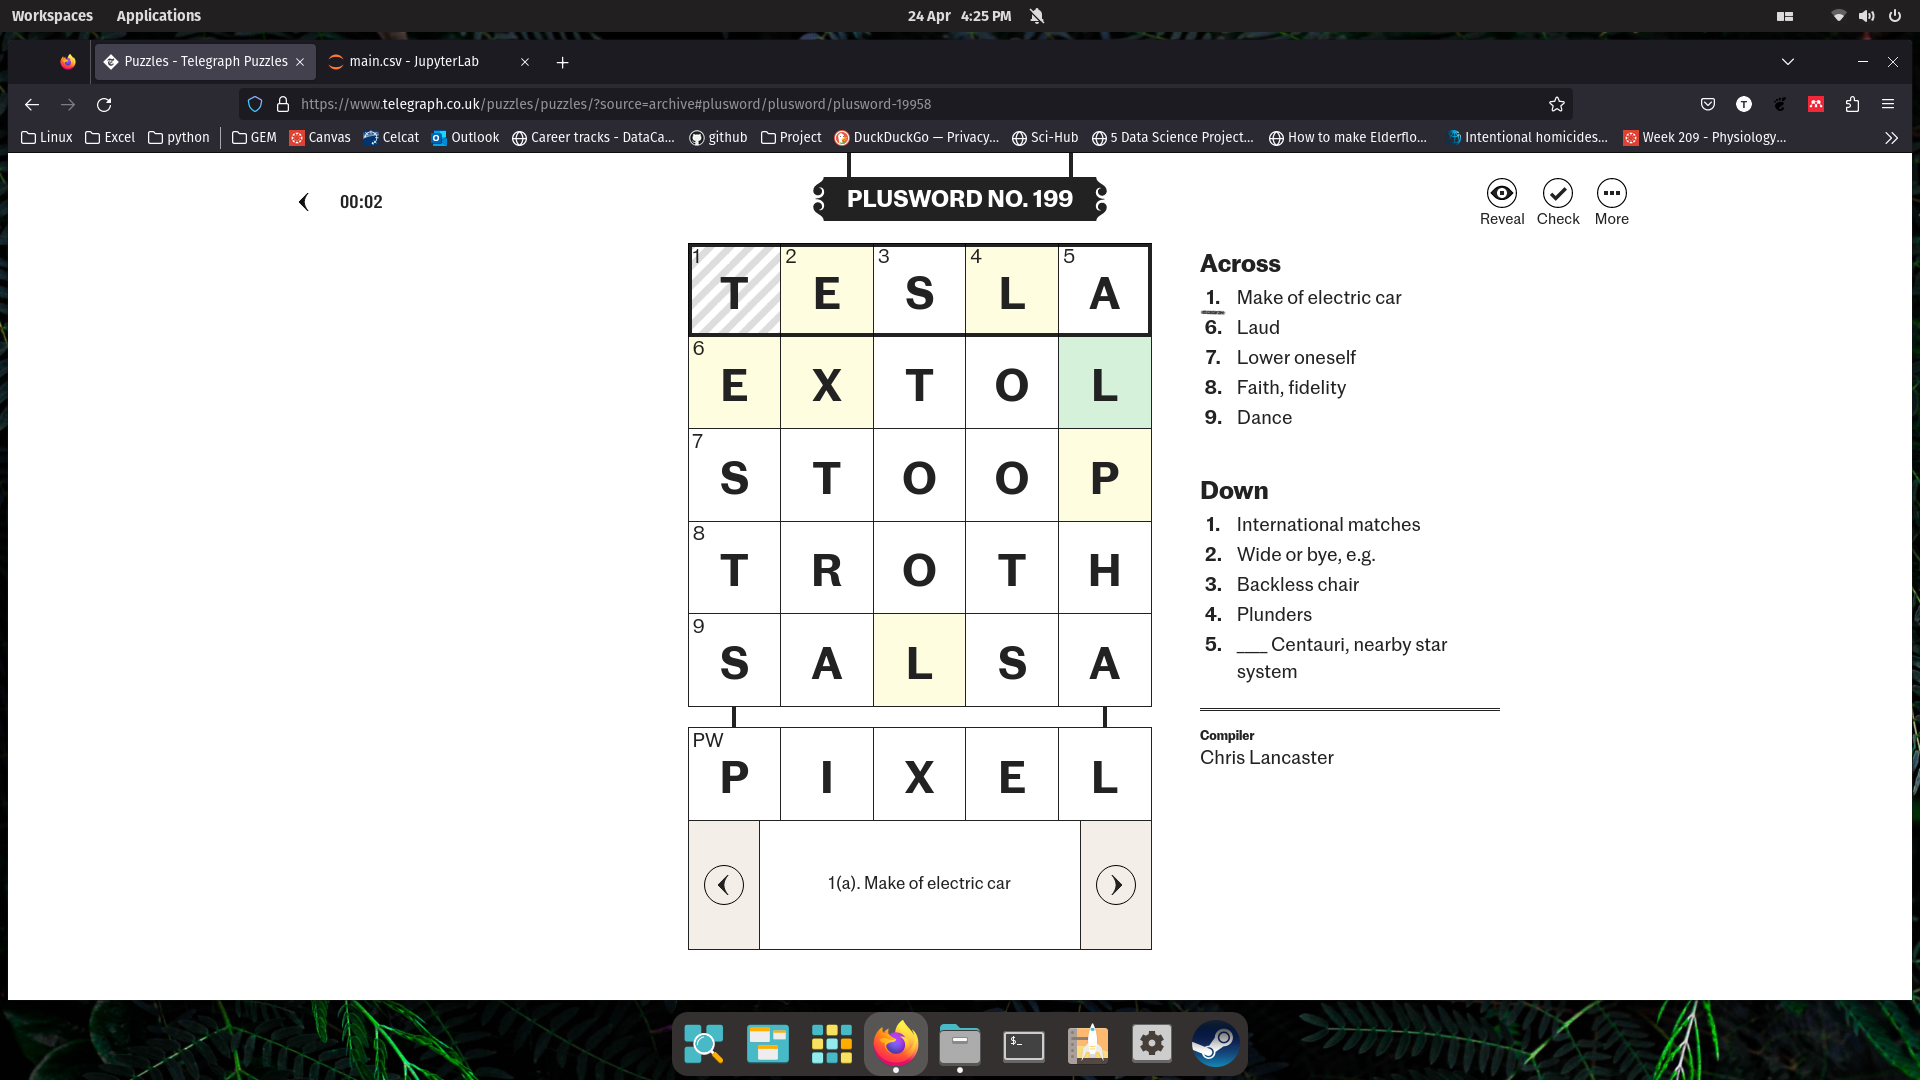 Workspaces Applications 24 Apr 4:25 PM
Puzzles - Telegraph Puzzles main.csv - JupyterLab
https://www.telegraph.co.uk/puzzles/puzzles/?source=archive#plusword/plusword/plusword-19958
Linux Excel python GEM Canvas Celcat Outlook Career tracks - DataCa... github Project DuckDuckGo — Privacy... Sci-Hub 5 Data Science Project... How to make Elderflo... Intentional homicides... Week 209 - Physiology...
00:02 PLUSWORD NO. 199
Reveal Check More
1 2 3 4 5
T E S L A
6
E X T O L
7
S T O O P
8
T R O T H
9
S A L S A
PW
P I X E L
1(a). Make of electric car
Across
1. Make of electric car
6. Laud
7. Lower oneself
8. Faith, fidelity
9. Dance
Down
1. International matches
2. Wide or bye, e.g.
3. Backless chair
4. Plunders
5. ___ Centauri, nearby star
system
Compiler
Chris Lancaster